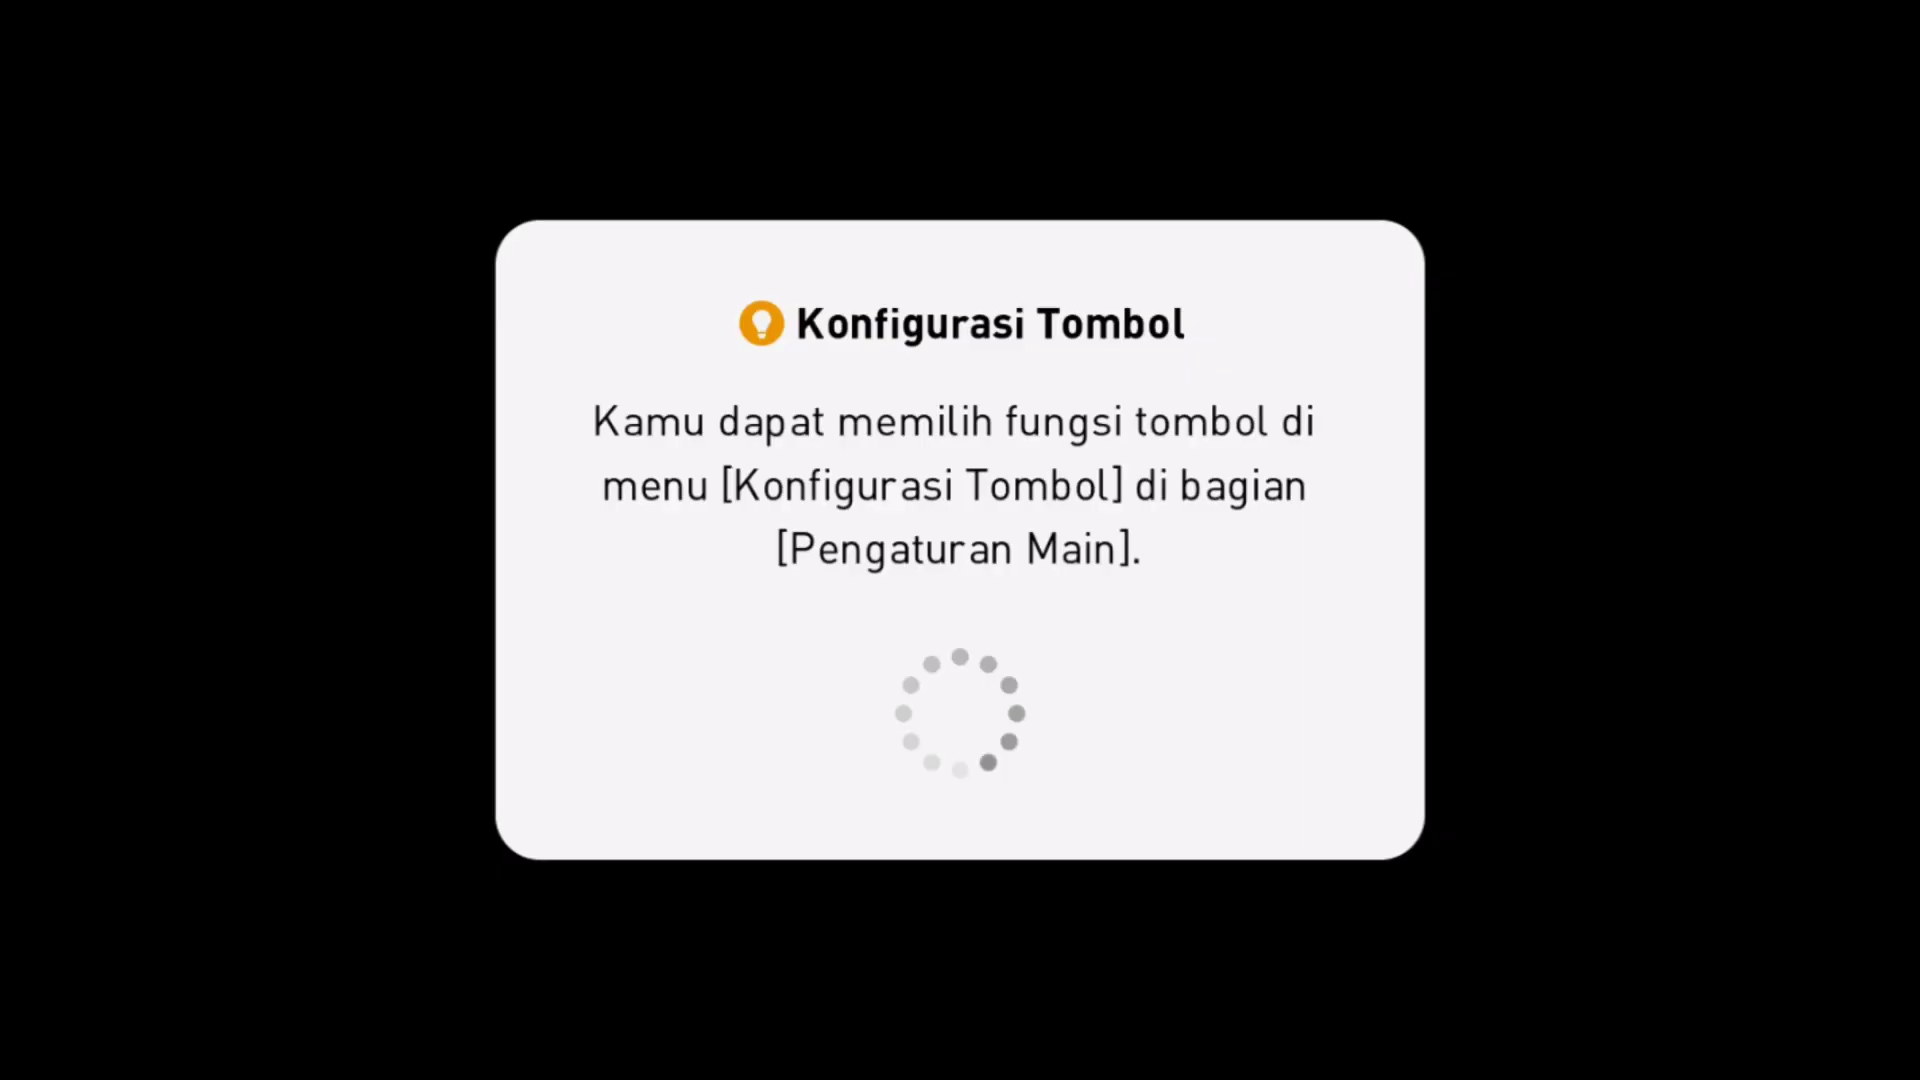 Konfigurasi Tombol
Kamu dapat memilih fungsi tombol di
menu [Konfigurasi Tombol] di bagian
[Pengaturan Main].